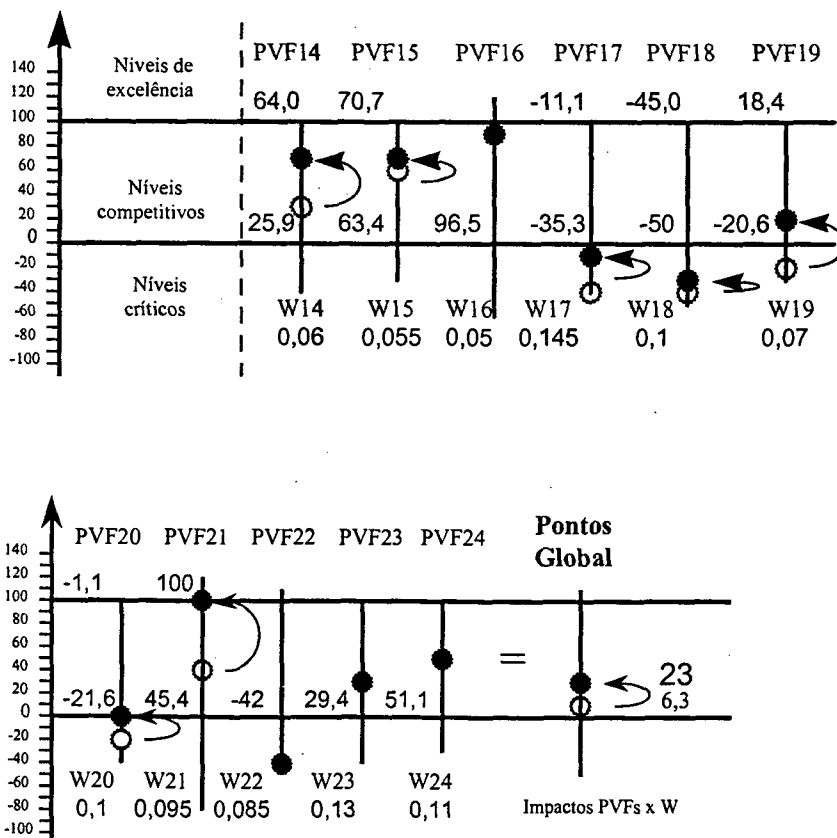 PVF14 PVF15 PVF16 PVF17 PVF18 PVF19
140
120
100
80
60
40
20
0
-20
-40
-60
-80
-100
Niveis de
excelência
Níveis
competitivos
Níveis
críticos
64,0 70,7 -11,1 -45,0 18,4
25,9 63,4 96,5 -35,3 -50 -20,6
W14 W15 W16 W17 W18 W19
0,06 0,055 0,05 0,145 0,1 0,07
PVF20 PVF21 PVF22 PVF23 PVF24
Pontos
Global
140
120
100
80
60
40
20
0
-20
-40
-60
-80
-100
-1,1 100
=
23
-21,6 45,4 -42 29,4 51,1 6,3
W20 W21 W22 W23 W24
0,1 0,095 0,085 0,13 0,11 Impactos PVFs x W